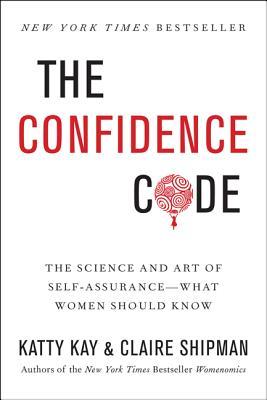 NEW YORK TIMES BESTSELLER
THE
CONFIDENCE
CODE
THE SCIENCE AND ART OF
SELF-ASSURANCE—WHAT
WOMEN SHOULD KNOW
KATTY KAY & CLAIRE SHIPMAN
Authors of the New York Times Bestseller Womenomics